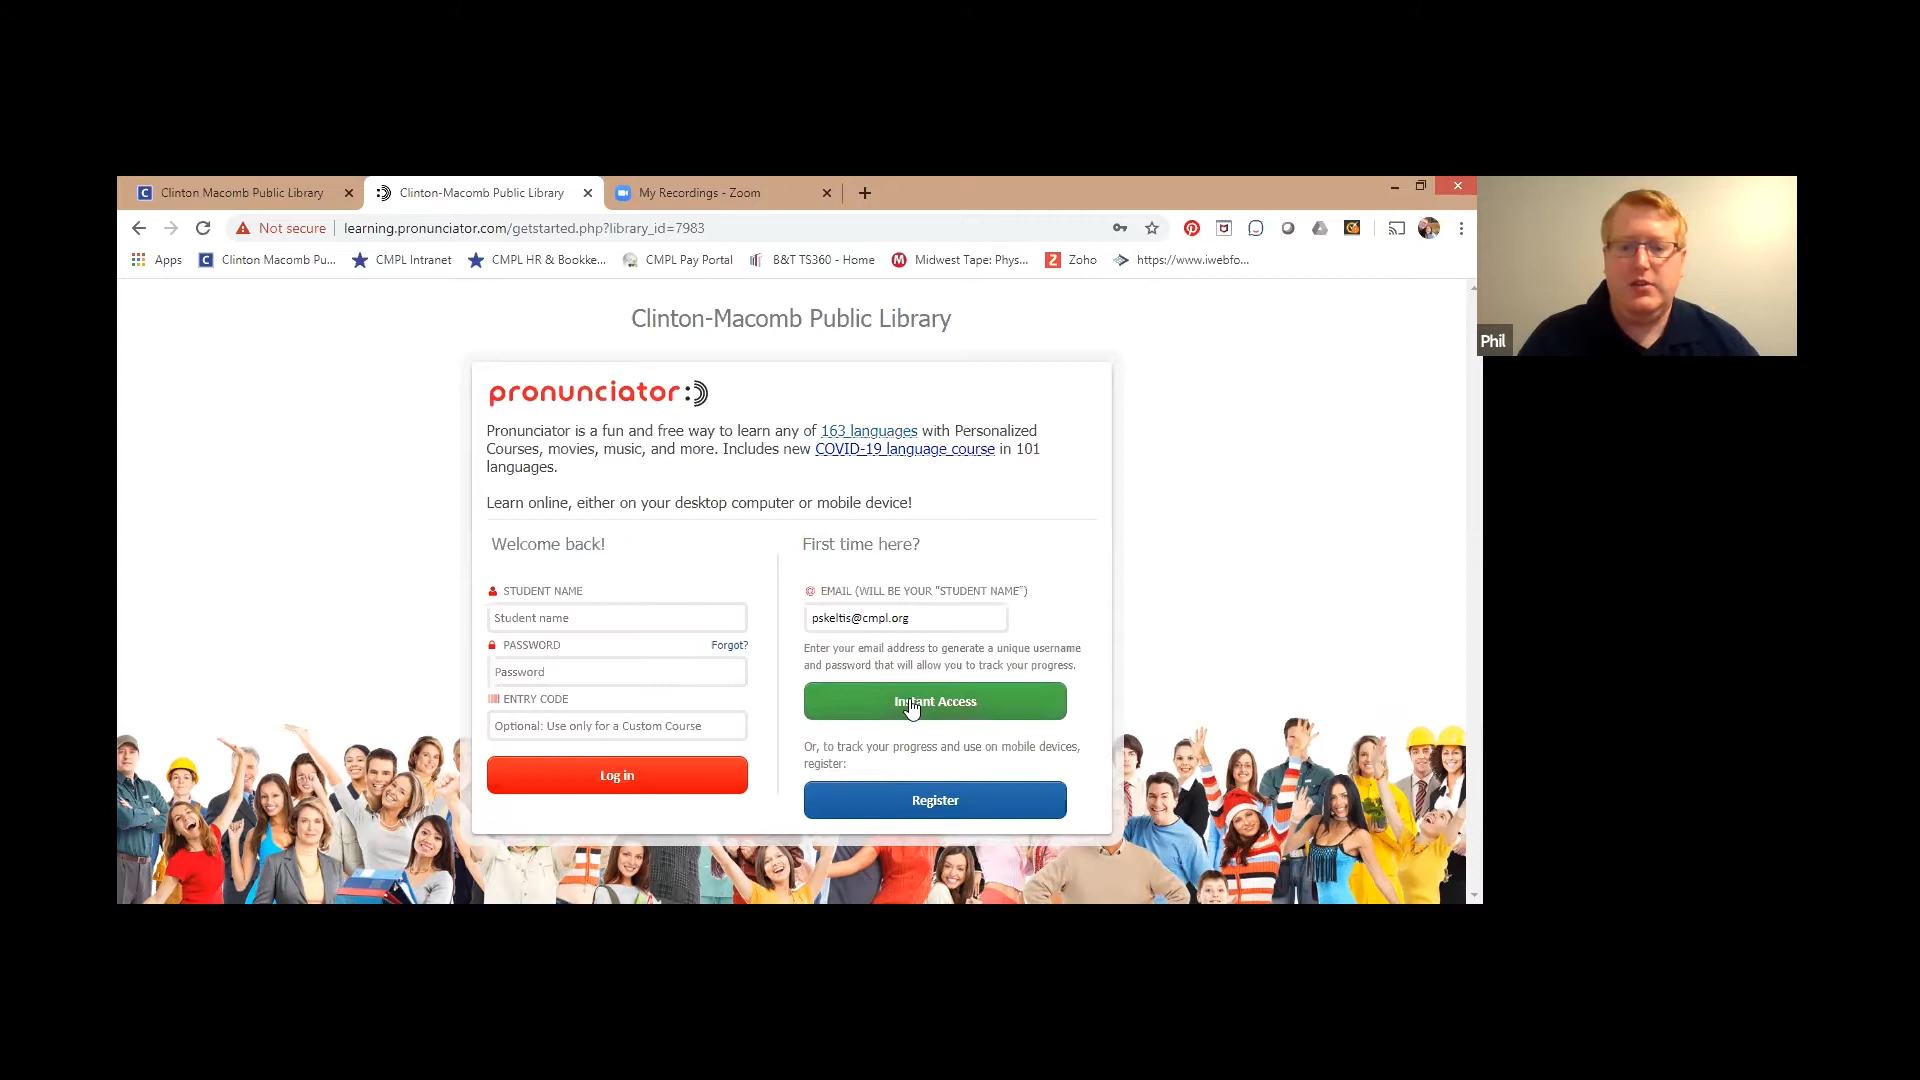 Clinton Macomb Public Library
Clinton-Macomb Public Library
My Recordings - Zoom
Not secure
learning.pronunciator.com/getstarted.php?library_id=7983
Apps
Clinton Macomb Pu...
CMPL Intranet
CMPL HR & Bookke...
CMPL Pay Portal
B&T TS360 - Home
Midwest Tape: Phys...
Zoho
https://www.iwebfo...
Phil
Clinton-Macomb Public Library
pronunciator
Pronunciator is a fun and free way to learn any of 163 languages with Personalized
Courses, movies, music, and more. Includes new COVID-19 language course in 101
languages.
Learn online, either on your desktop computer or mobile device!
Welcome back!
STUDENT NAME
Student name
PASSWORD
Forgot?
Password
ENTRY CODE
Optional: Use only for a Custom Course
Log in
First time here?
EMAIL (WILL BE YOUR "STUDENT NAME")
pskeltis@cmpl.org
Enter your email address to generate a unique username
and password that will allow you to track your progress.
Instant Access
Or, to track your progress and use on mobile devices,
register:
Register